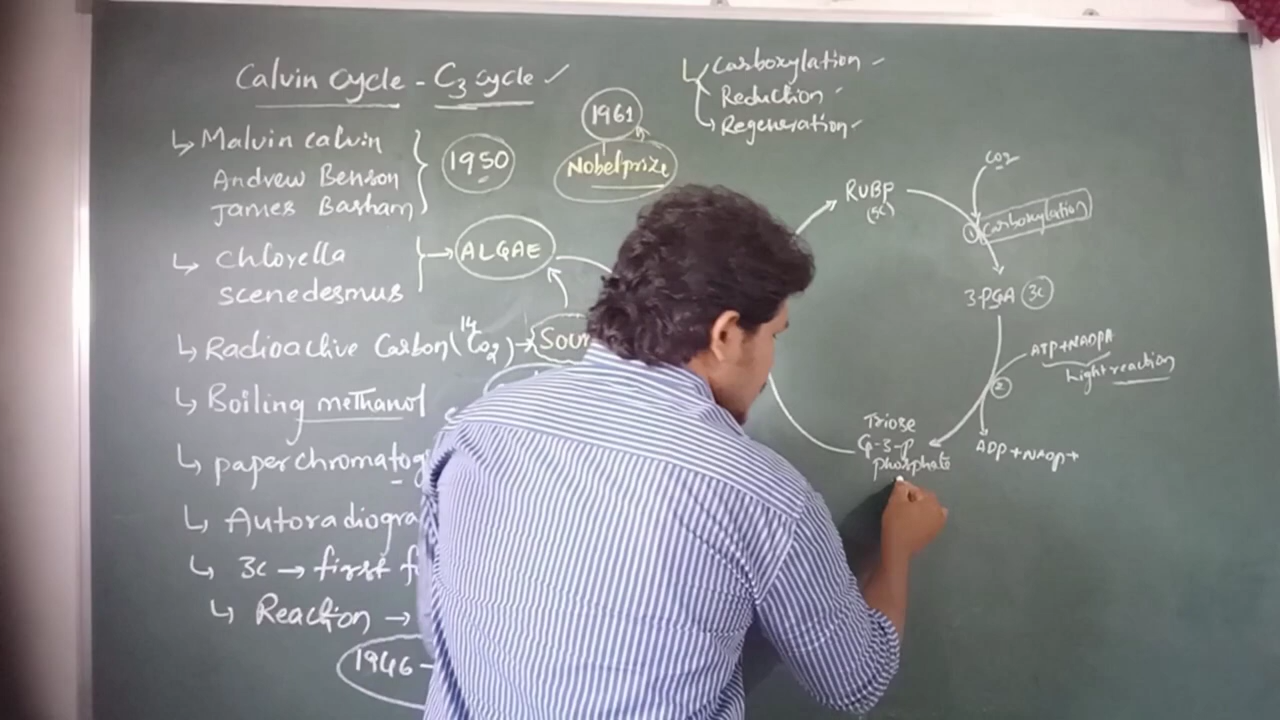 Calvin cycle - C3 cycle ✓
Malvin calvin
Andrew Benson
James Basham
1950
1961
Nobel prize
Chlorella
Scenedesmus
ALGAE
Radioactive Carbon (14CO2) → Sour
Boiling methanol
paper chromatog
Autoradiogra
3c → first f
Reaction →
1946 -
Carboxylation
Reduction
Regeneration
RUBP
(5C)
CO2
① Carboxylation
3-PGA 3C
ATP+NADPH
Light reaction
②
ADP+NADP+
Triose
G-3-P
phosphate